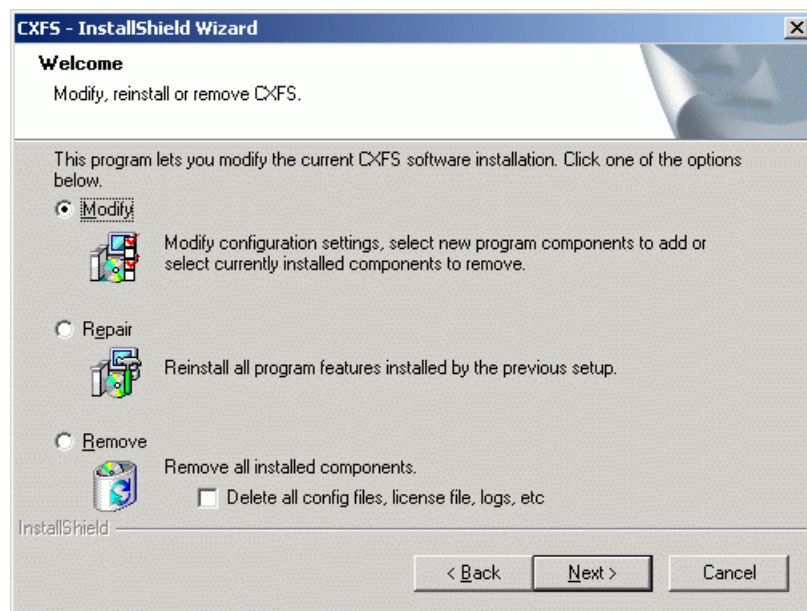 CXFS - InstallShield Wizard
Welcome
Modify, reinstall or remove CXFS.
This program lets you modify the current CXFS software installation. Click one of the options
below.
Modify
Modify configuration settings, select new program components to add or
select currently installed components to remove.
Repair
Reinstall all program features installed by the previous setup.
Remove
Remove all installed components.
Delete all config files, license file, logs, etc
InstallShield
< Back
Next >
Cancel